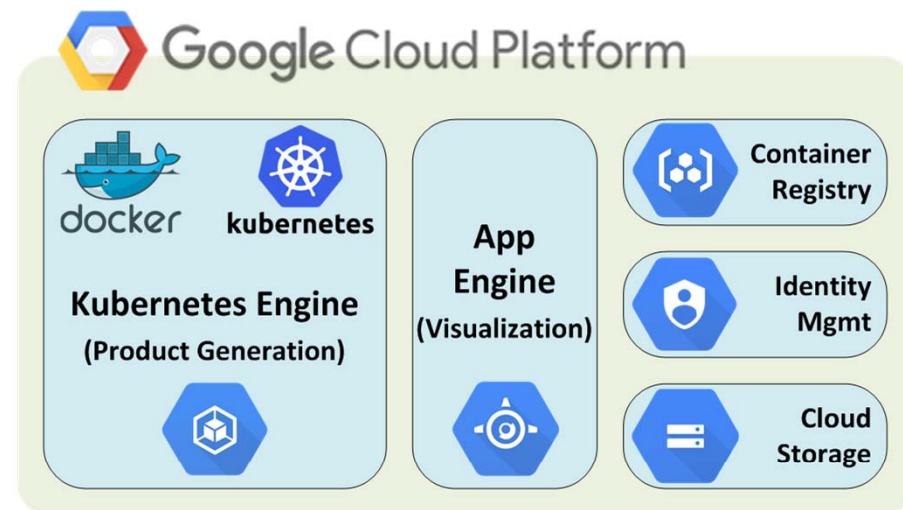 Google Cloud Platform
docker
kubernetes
Kubernetes Engine
(Product Generation)
App
Engine
(Visualization)
Container
Registry
Identity
Mgmt
Cloud
Storage